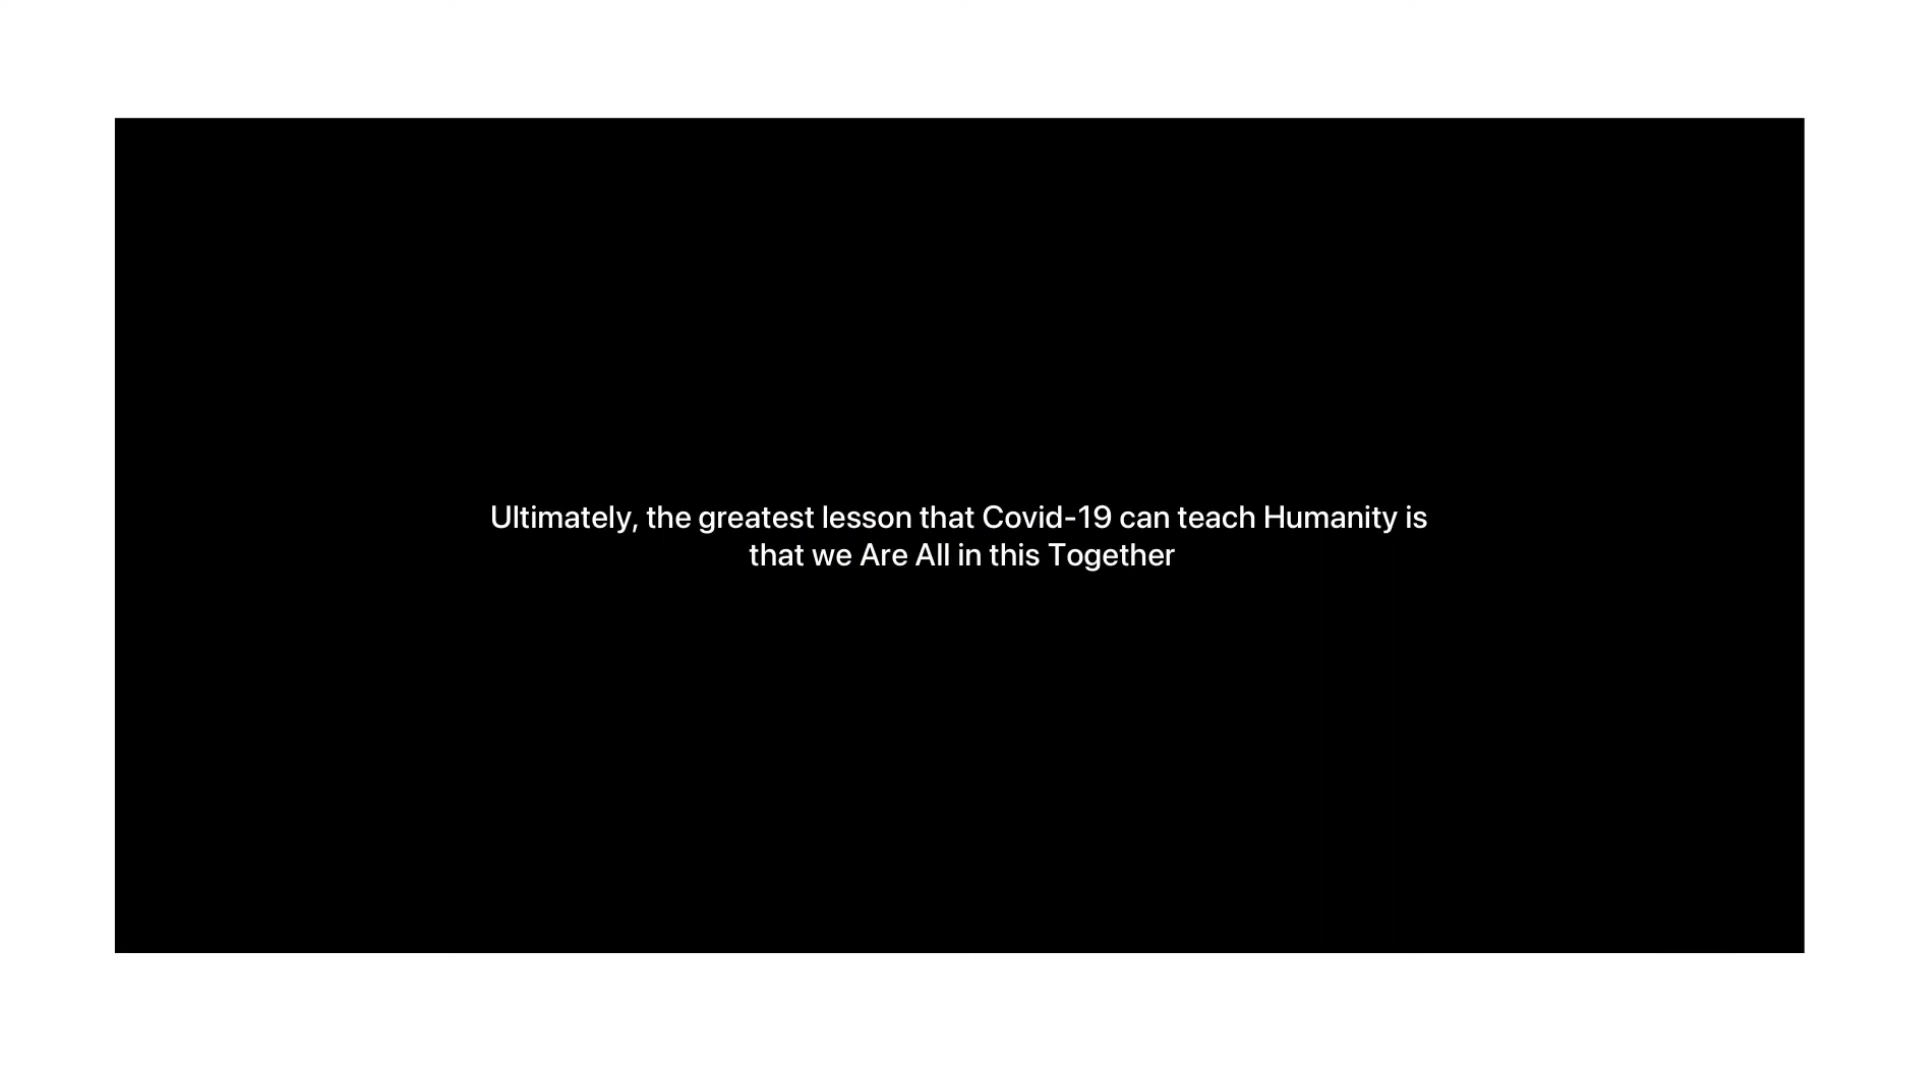 Ultimately, the greatest lesson that Covid-19 can teach Humanity is
that we Are All in this Together